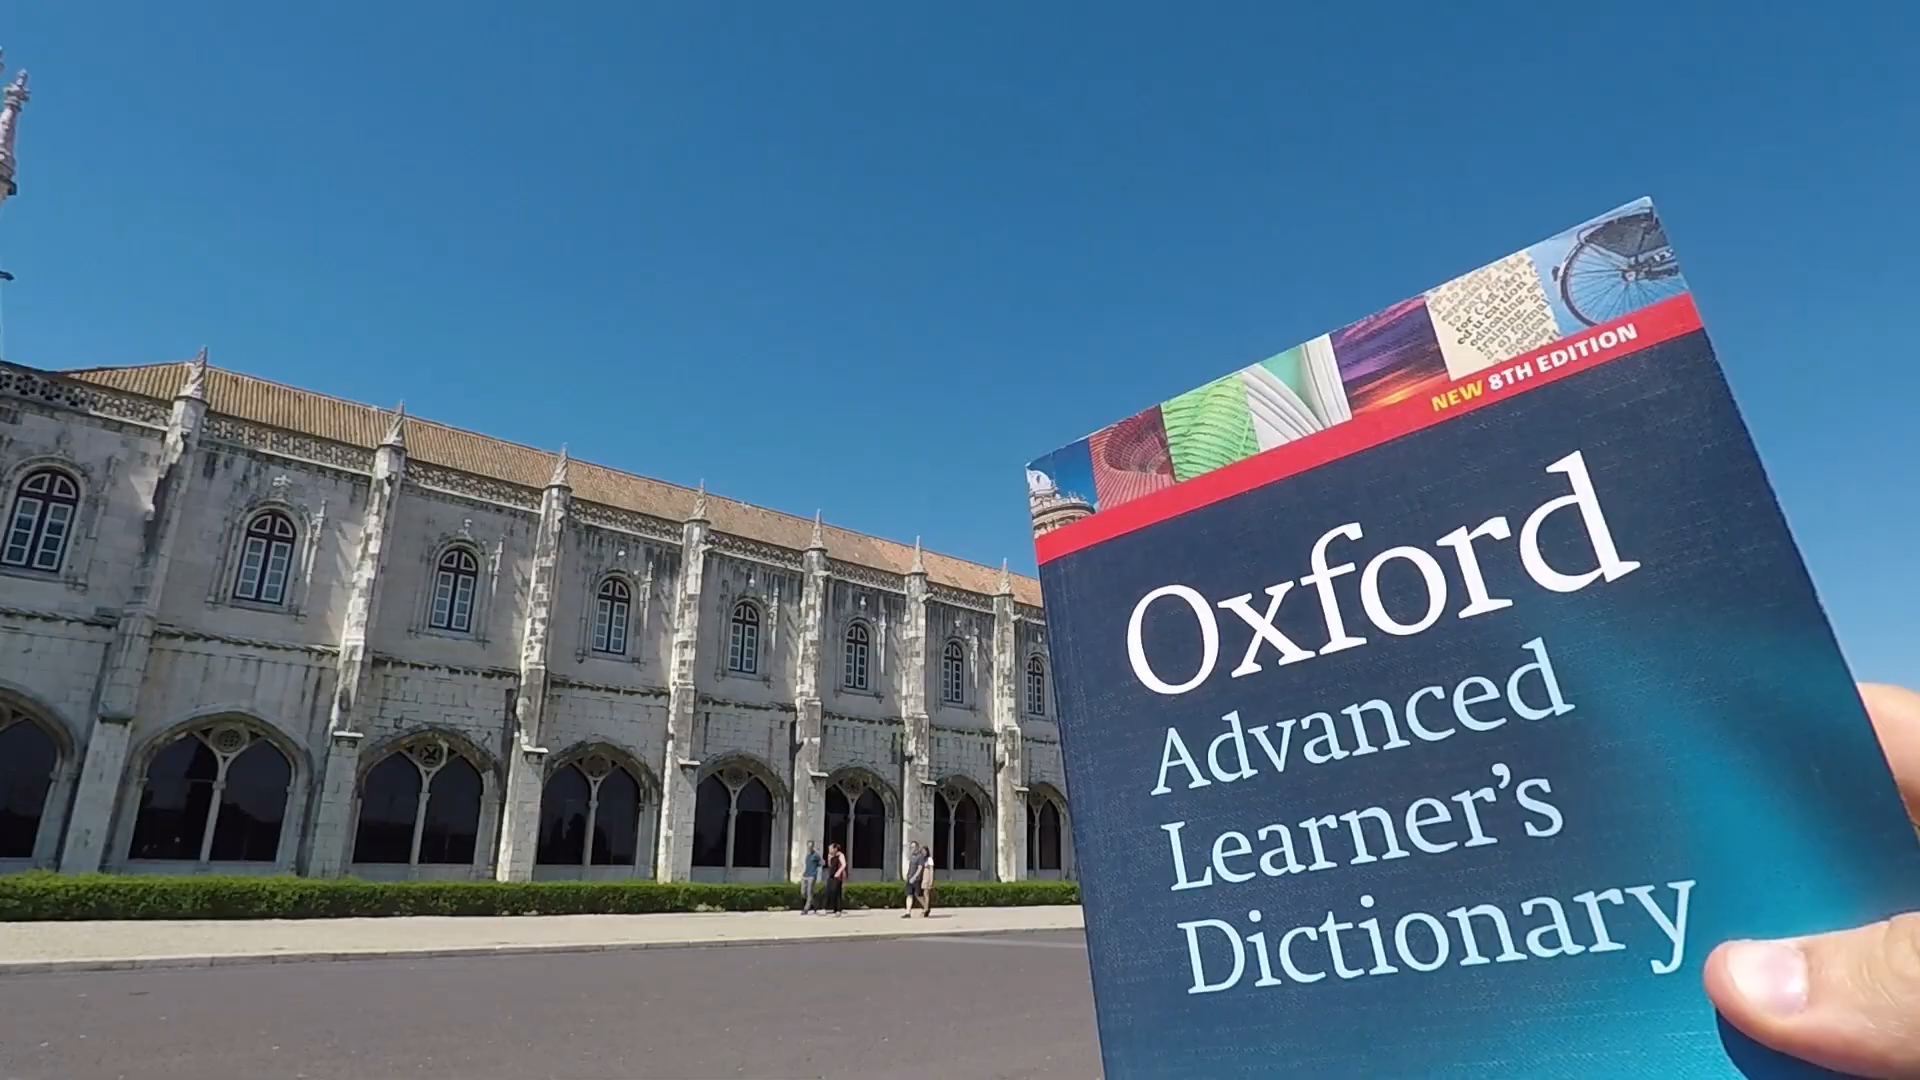 NEW 8TH EDITION
Oxford
Advanced
Learner's
Dictionary